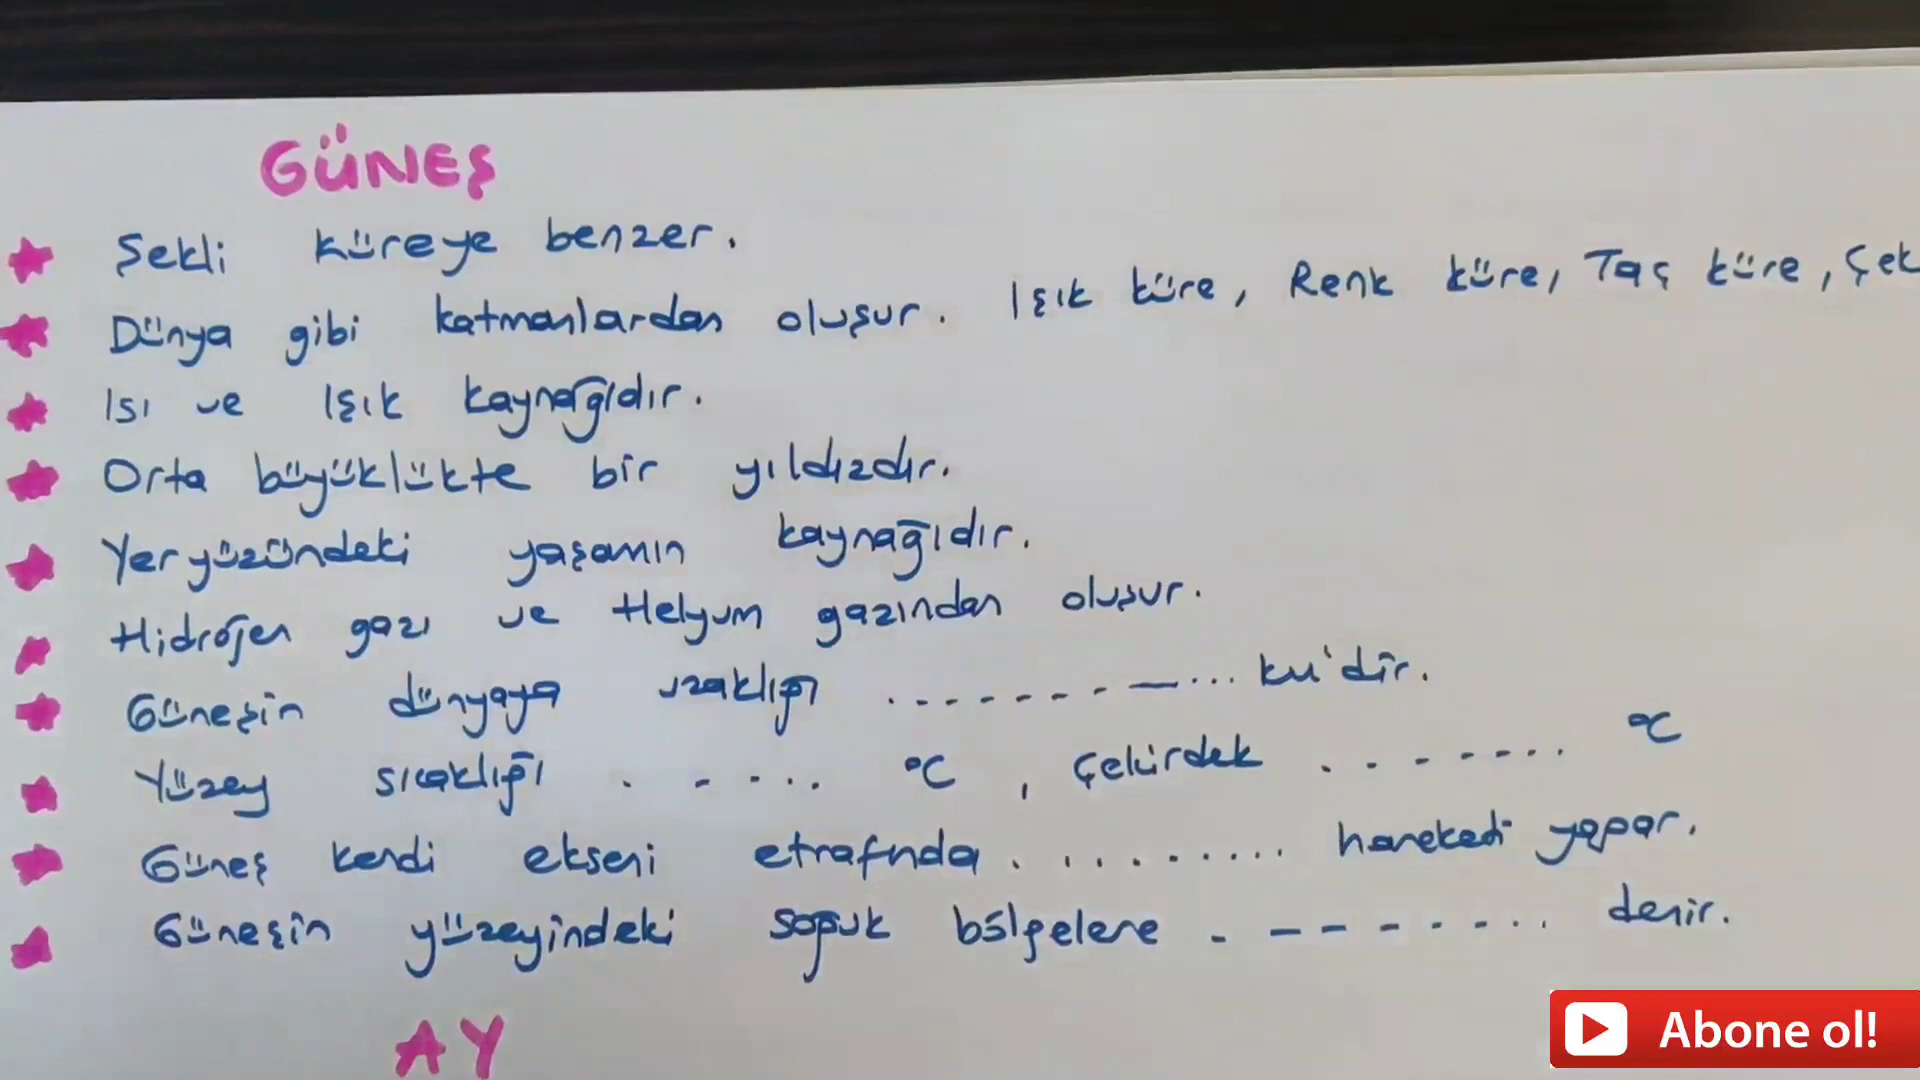 GÜNEŞ
Şekli küreye benzer.
Dünya gibi katmanlardan oluşur. Işık küre, Renk küre, Taç küre, Çek
Isı ve Işık kaynağıdır.
Orta büyüklükte bir yıldızdır.
Yeryüzündeki yaşamın kaynağıdır.
Hidrojen gazı ve Helyum gazından oluşur.
Güneşin dünyaya uzaklığı .......... km'dir.
Yüzey sıcaklığı ..... °C, Çekirdek ........ °C
Güneş kendi ekseni etrafında ......... hareketi yapar.
Güneşin yüzeyindeki soğuk bölgelere ......... denir.
AY
Abone ol!